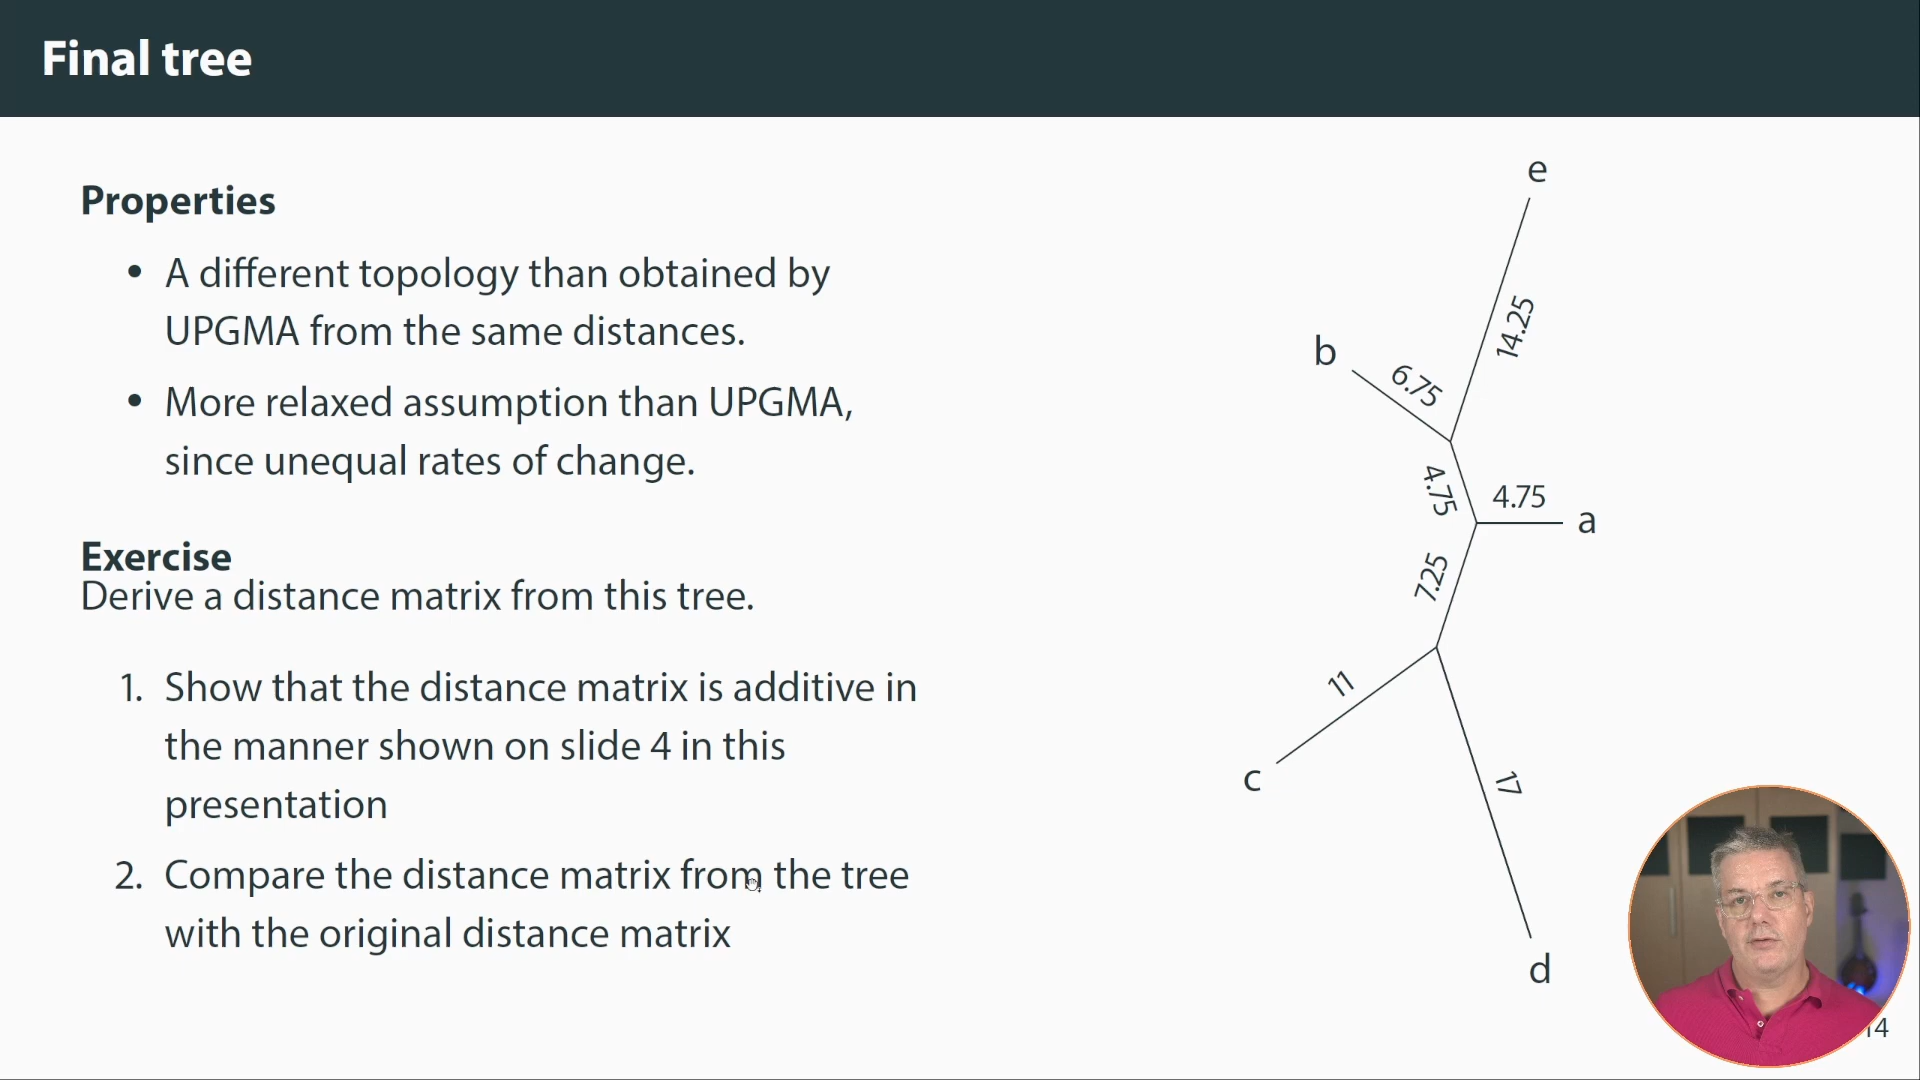 Final tree
Properties
• A different topology than obtained by
UPGMA from the same distances.
• More relaxed assumption than UPGMA,
since unequal rates of change.
Exercise
Derive a distance matrix from this tree.
1. Show that the distance matrix is additive in
the manner shown on slide 4 in this
presentation
2. Compare the distance matrix from the tree
with the original distance matrix
e
14.25
b
6.75
4.75
4.75
a
7.25
11
c
17
d
14